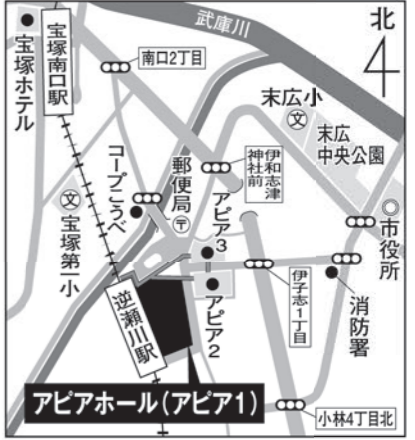 武庫川
北
宝塚ホテル
宝塚南口駅
南口2丁目
末広小
文
末広
中央公園
伊和志津
神社前
コープこうべ
郵便局
〒
アピア3
市役所
文
宝塚第一小
逆瀬川駅
アピア2
伊孑志1丁目
消防署
アピアホール(アピア1)
小林4丁目北